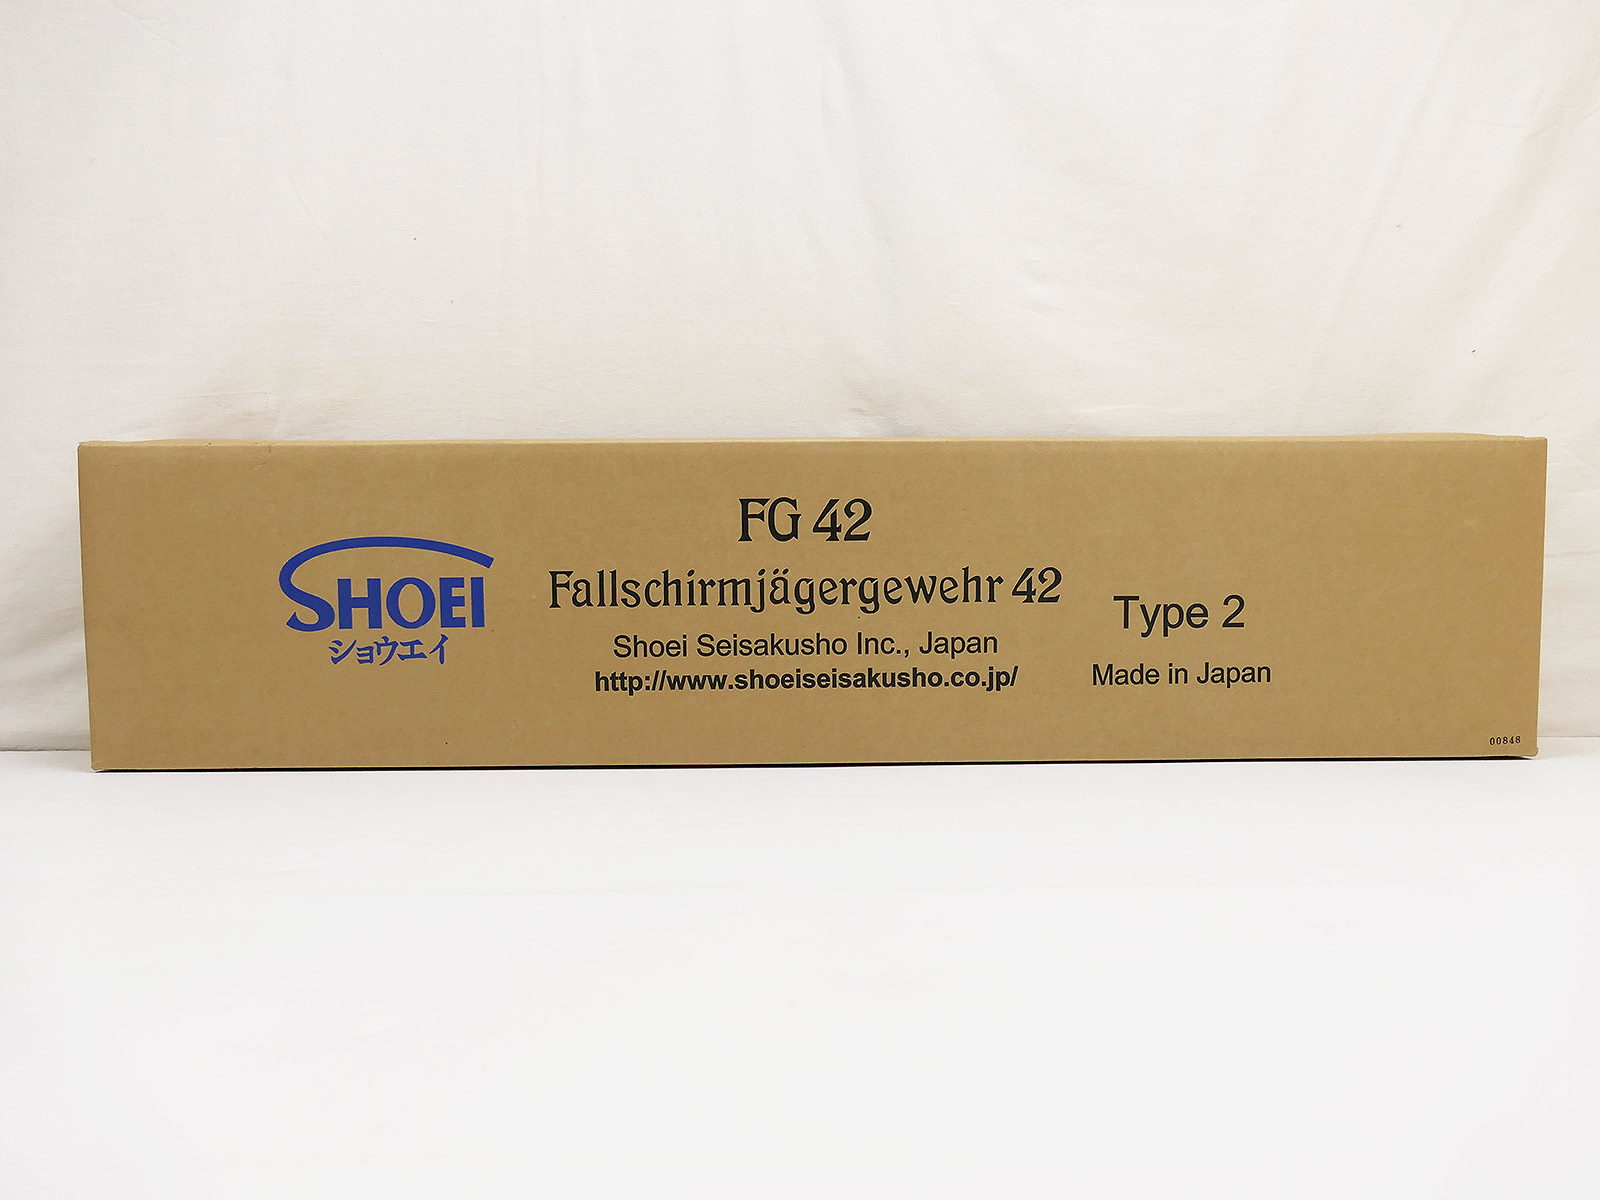 SHOEI
ショウエイ
FG 42
Fallschirmjägergewehr 42
Shoei Seisakusho Inc., Japan
http://www.shoeiseisakusho.co.jp/
Type 2
Made in Japan
00848